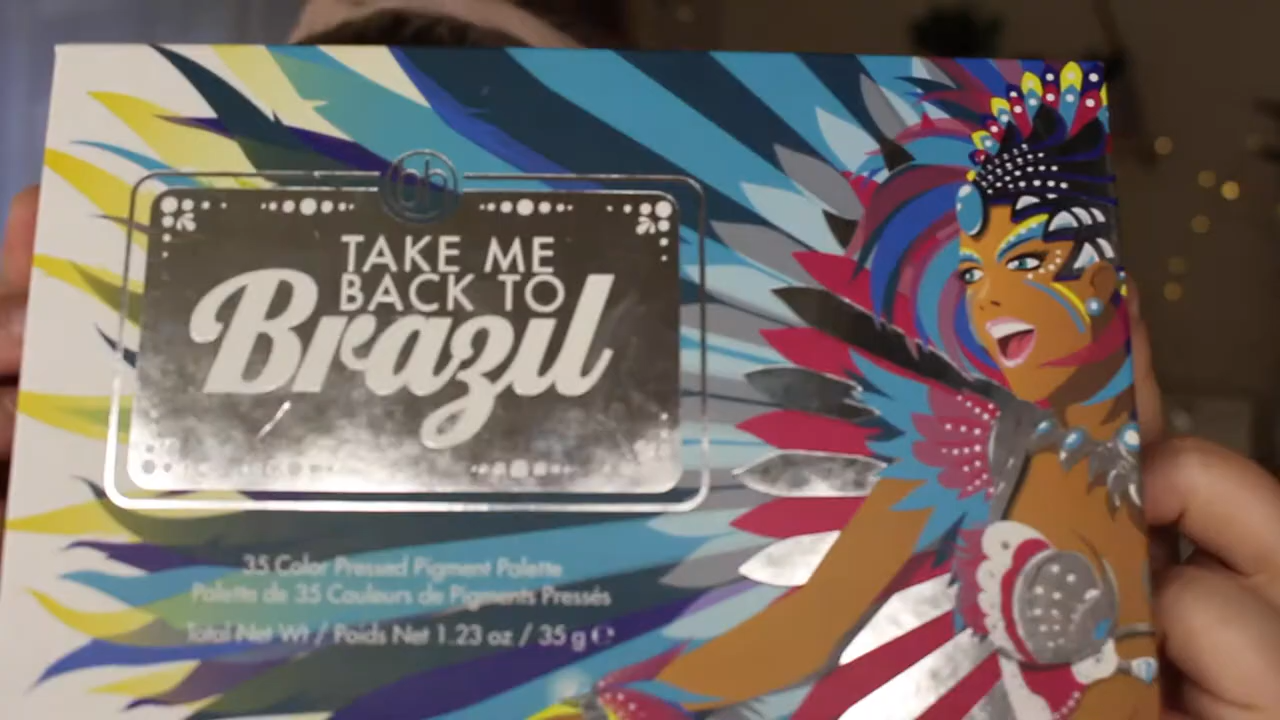 bh
TAKE ME
BACK TO
Brazil
35 Color Pressed Pigment Palette
Palette de 35 Couleurs de Pigments Pressés
Total Net Wt / Poids Net 1.23 oz / 35 g ℮